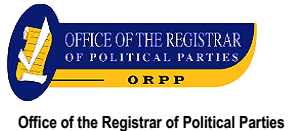 OFFICE OF THE REGISTRAR
OF POLITICAL PARTIES
ORPP
Office of the Registrar of Political Parties